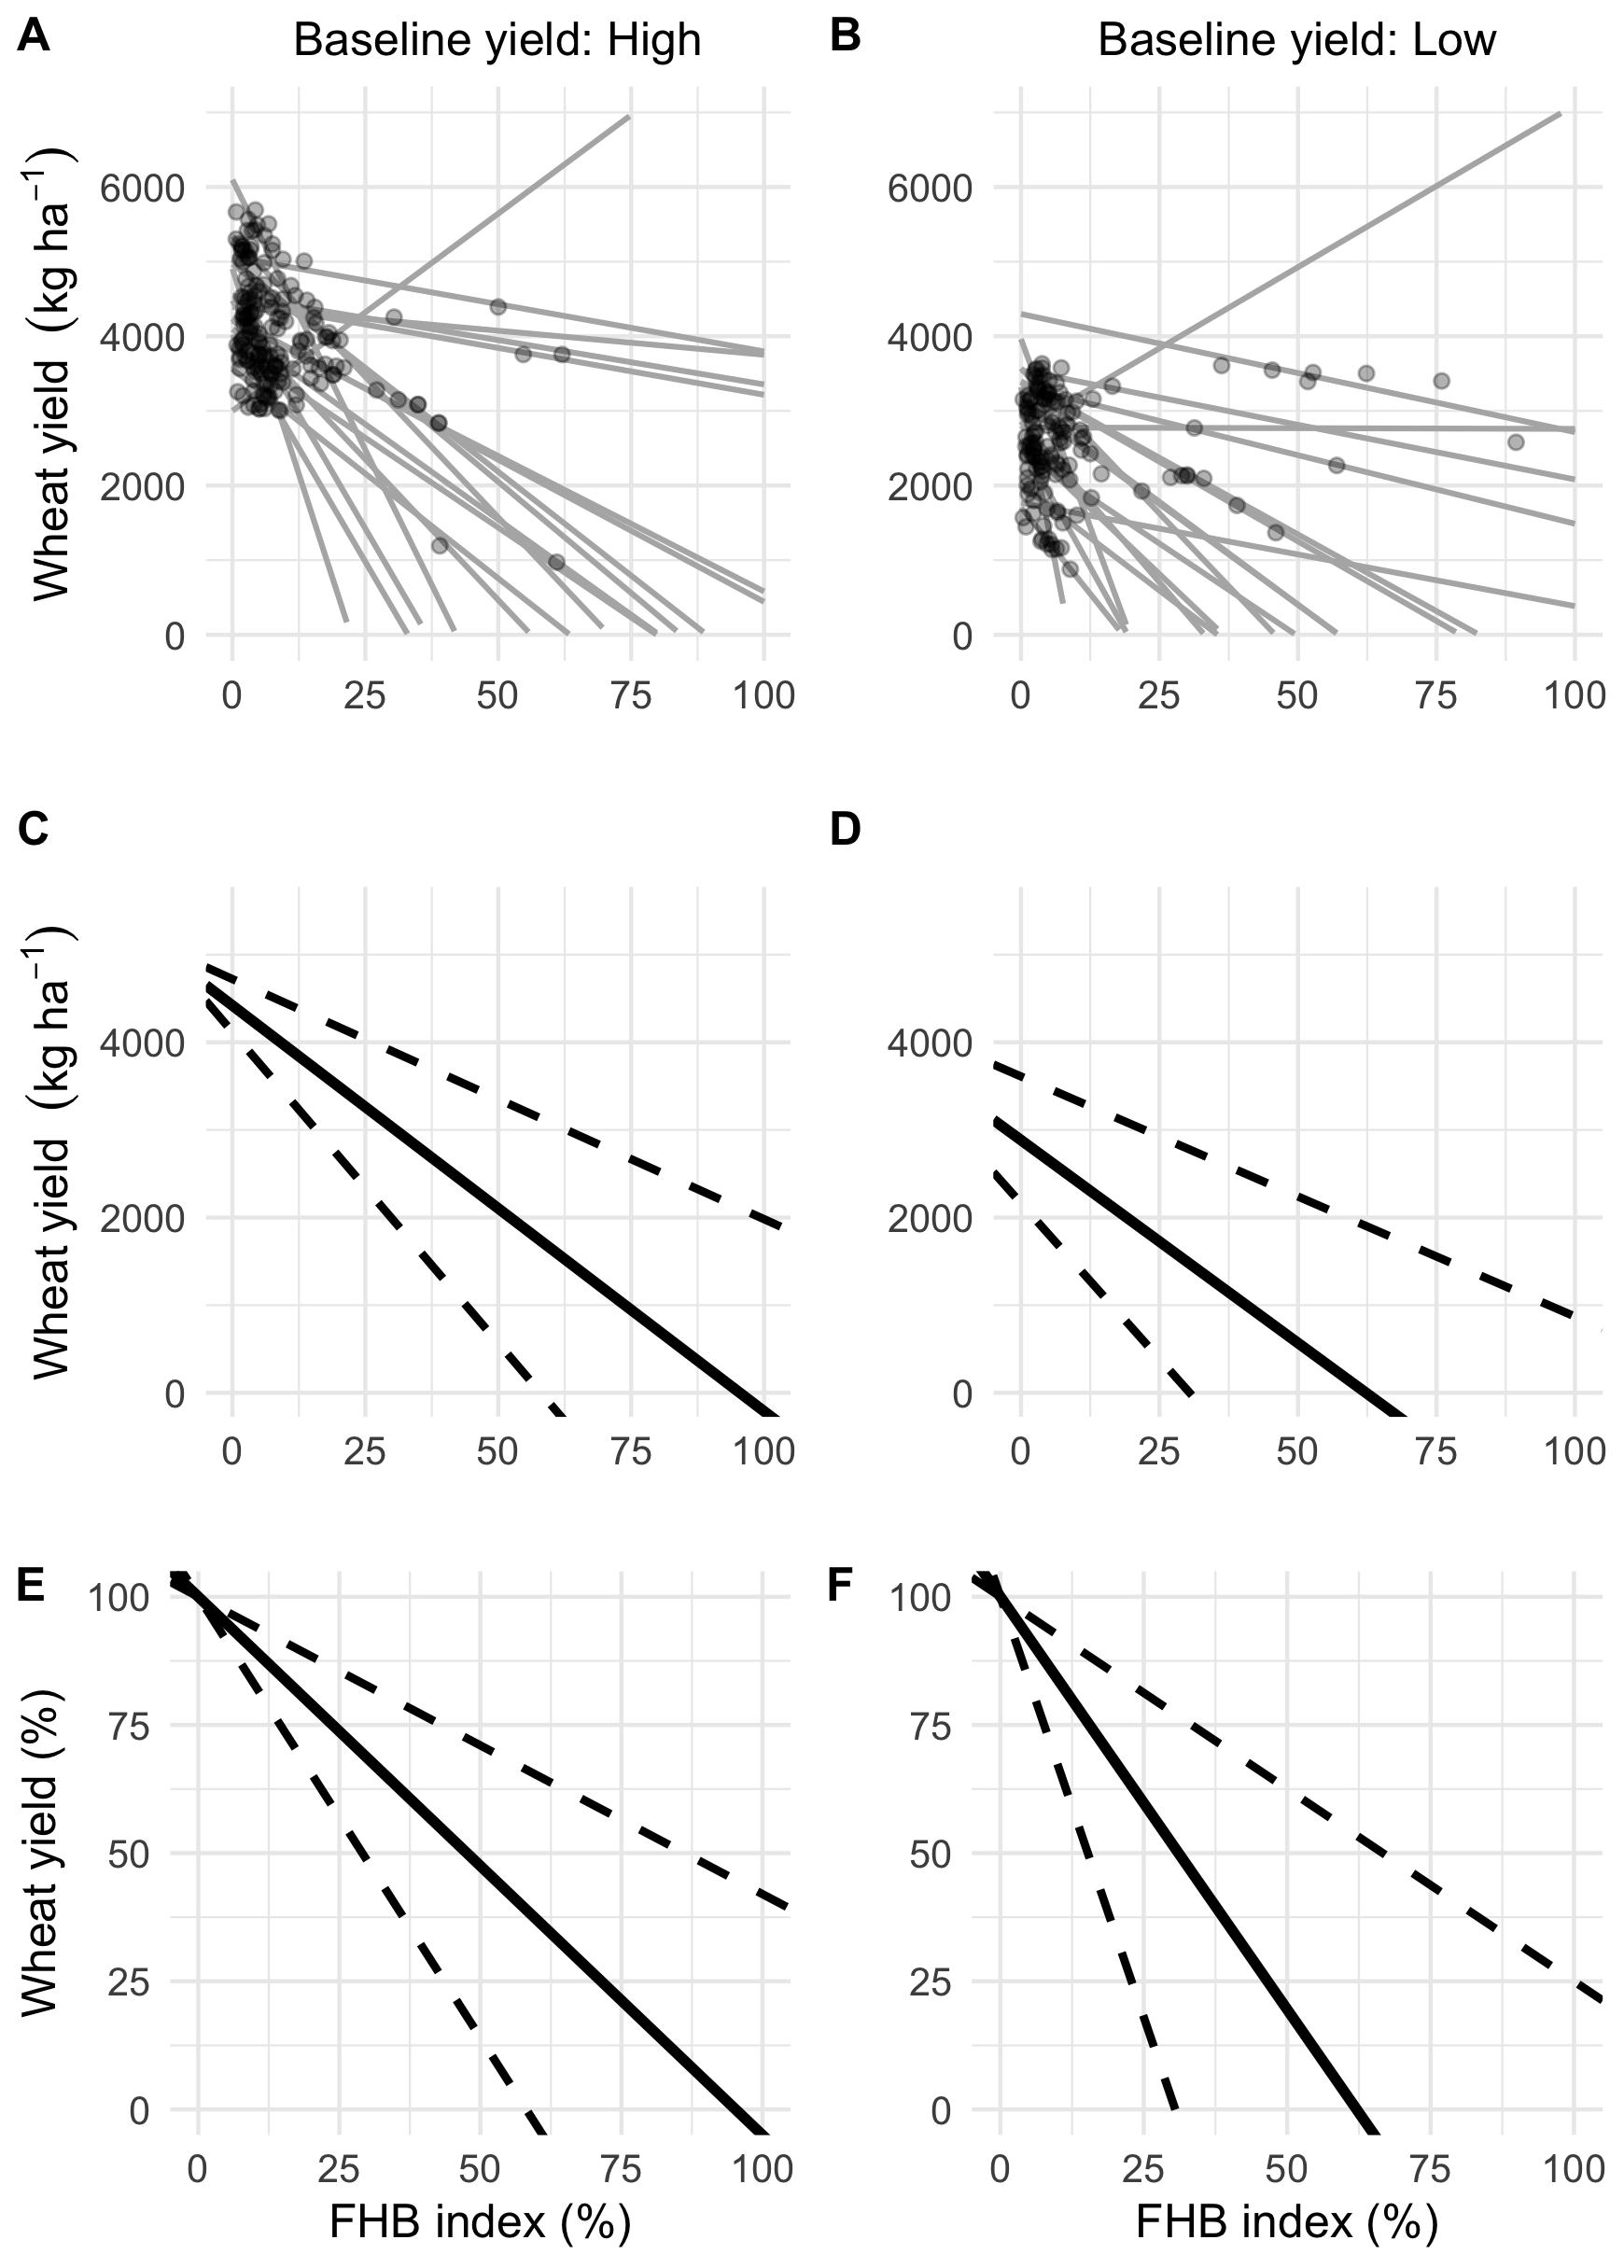 A Baseline yield: High
B Baseline yield: Low
Wheat yield (kg ha⁻¹)
6000
4000
2000
0
0 25 50 75 100
6000
4000
2000
0
0 25 50 75 100
C
D
Wheat yield (kg ha⁻¹)
4000
2000
0
0 25 50 75 100
4000
2000
0
0 25 50 75 100
E
Wheat yield (%)
100
75
50
25
0
0 25 50 75 100
FHB index (%)
F
100
75
50
25
0
0 25 50 75 100
FHB index (%)